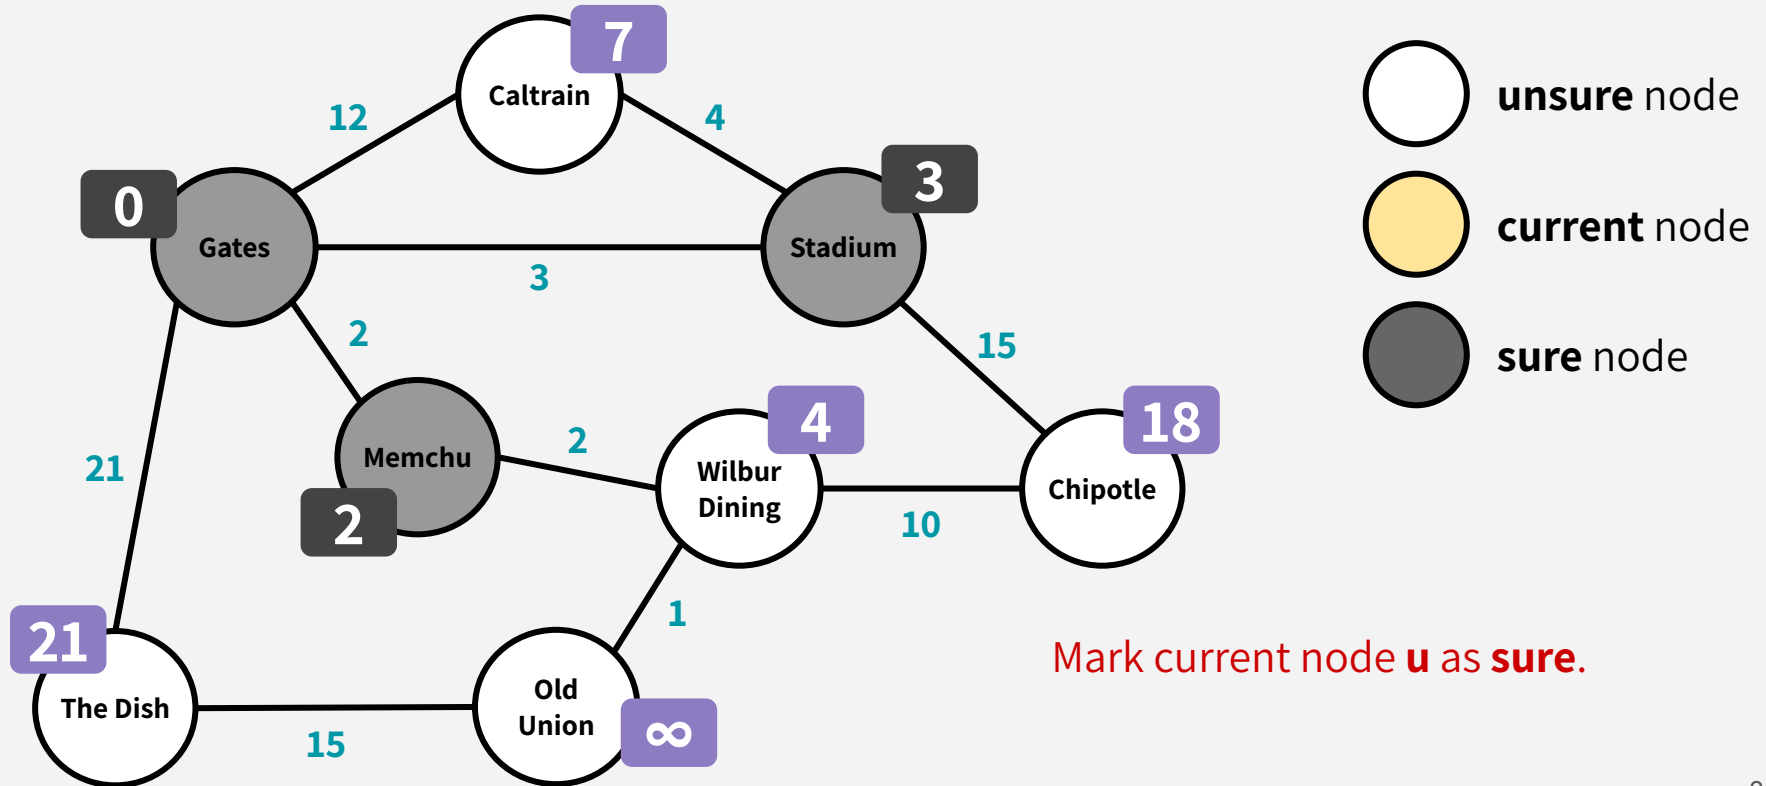 7
Caltrain
12
4
unsure node
0
3
Gates
Stadium
current node
3
2
15
sure node
4
18
21
2
Memchu
Wilbur
Dining
Chipotle
2
10
1
21
Mark current node u as sure.
The Dish
Old
Union
∞
15